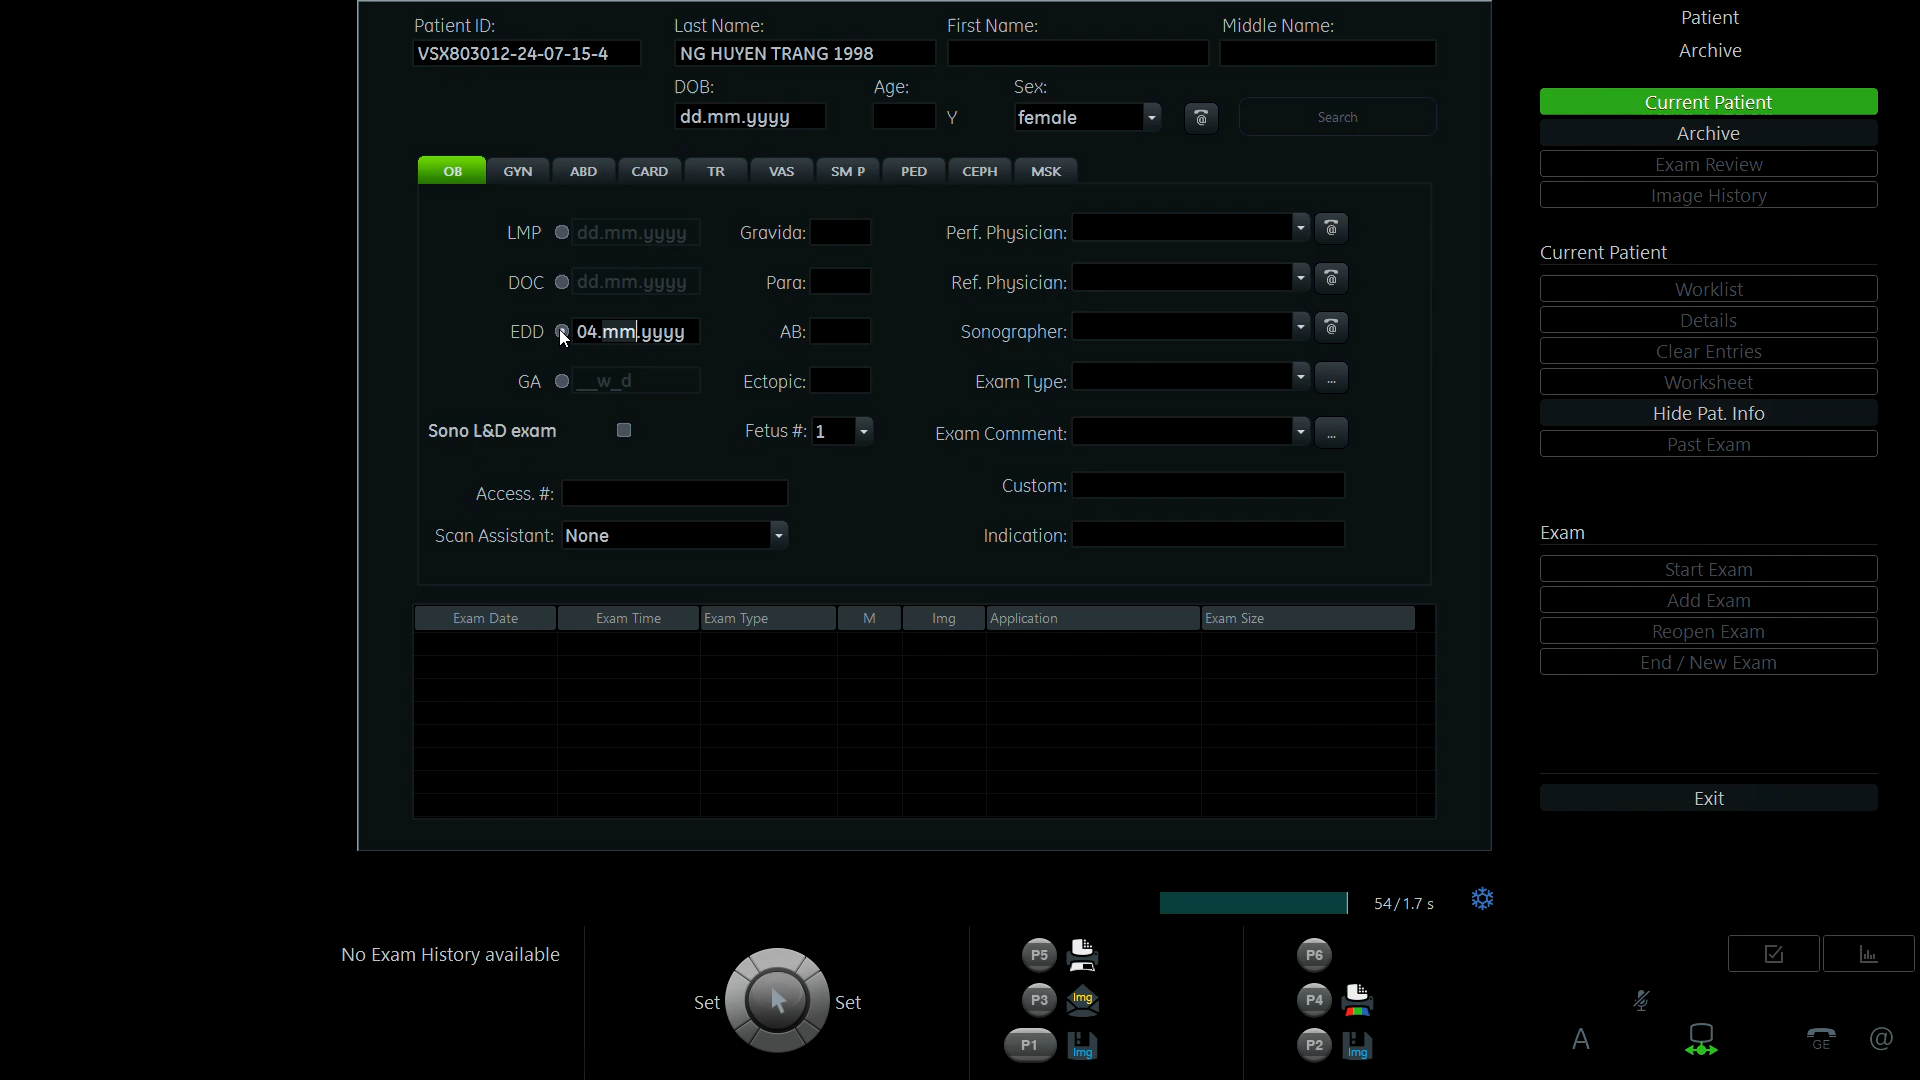 Patient ID:
Last Name:
First Name:
Middle Name:
VSX803012-24-07-15-4
NG HUYEN TRANG 1998
DOB:
Age:
Sex:
dd.mm.yyyy
Y
female
@
Search
OB
GYN
ABD
CARD
TR
VAS
SM P
PED
CEPH
MSK
LMP
dd.mm.yyyy
Gravida:
Perf. Physician:
@
DOC
dd.mm.yyyy
Para:
Ref. Physician:
@
EDD
04.mm.yyyy
AB:
Sonographer:
@
GA
__w_d
Ectopic:
Exam Type:
...
Sono L&D exam
Fetus #:
1
Exam Comment:
...
Access. #:
Custom:
Scan Assistant:
None
Indication:
Exam Date
Exam Time
Exam Type
M
Img
Application
Exam Size
54/1.7 s
No Exam History available
Set
Set
P5
P3
Img
P1
Img
P6
P4
P2
Img
Patient
Archive
Current Patient
Archive
Exam Review
Image History
Current Patient
Worklist
Details
Clear Entries
Worksheet
Hide Pat. Info
Past Exam
Exam
Start Exam
Add Exam
Reopen Exam
End / New Exam
Exit
A
GE
@